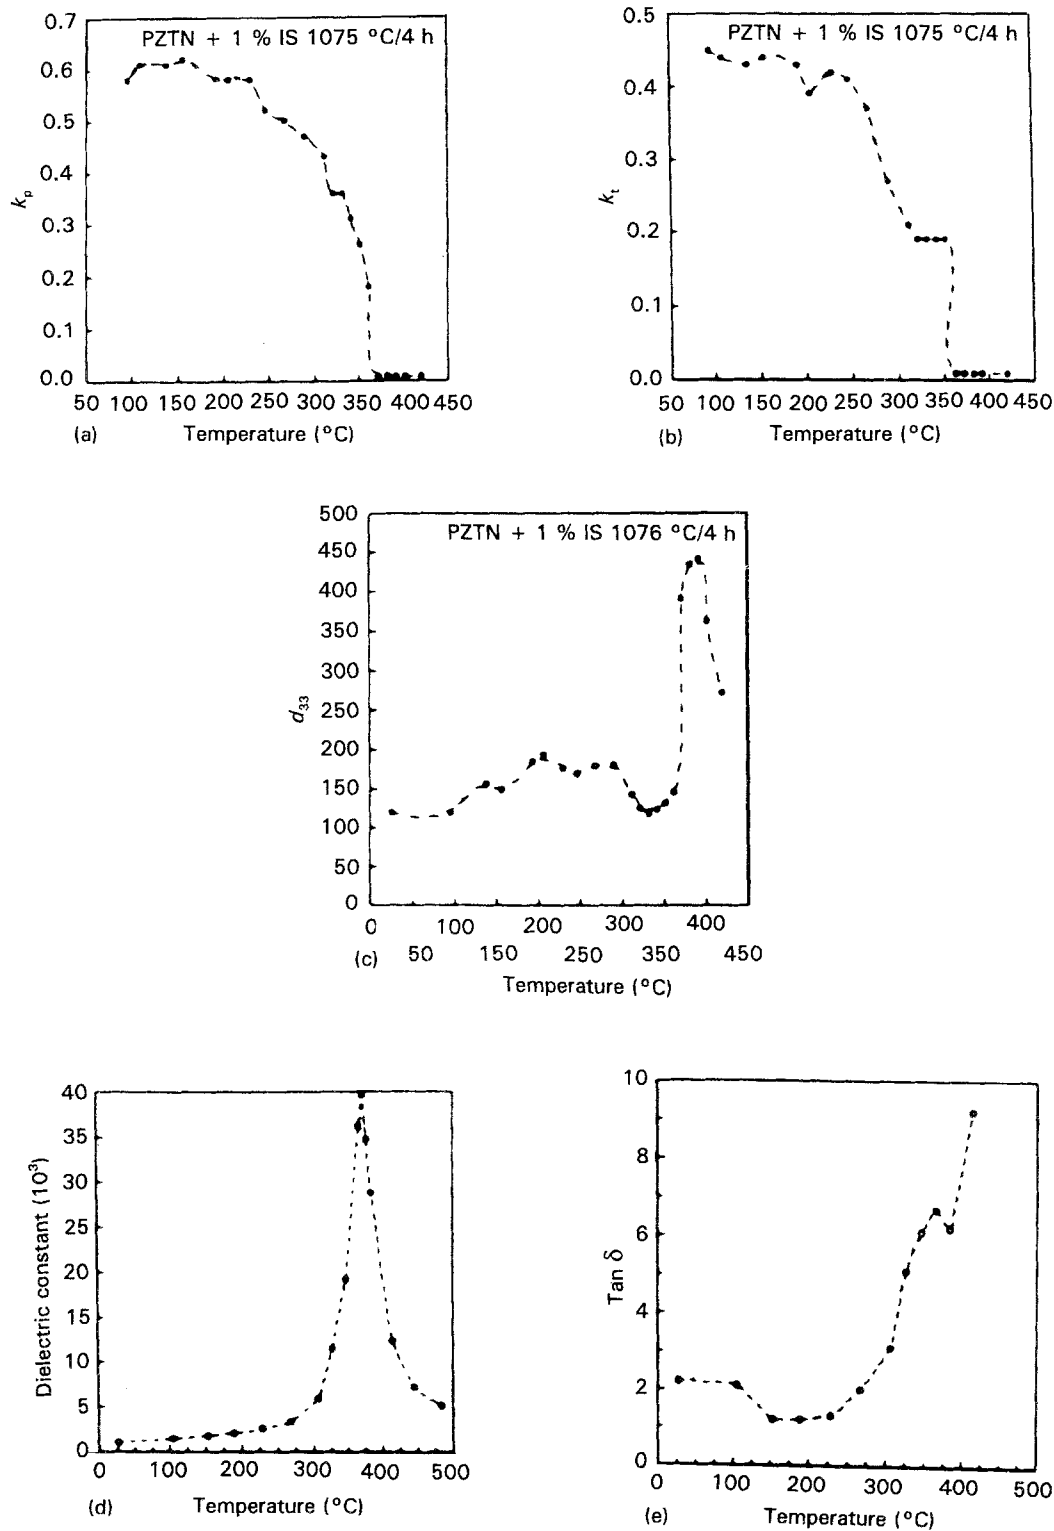 0.7
0.6
0.5
0.4
0.3
0.2
0.1
0.0
kp
PZTN + 1 % IS 1075 °C/4 h
50 100 150 200 250 300 350 400 450
(a) Temperature (°C)
0.5
0.4
0.3
0.2
0.1
0.0
kt
PZTN + 1 % IS 1075 °C/4 h
50 100 150 200 250 300 350 400 450
(b) Temperature (°C)
500
450
400
350
300
250
200
150
100
50
0
d33
PZTN + 1 % IS 1076 °C/4 h
0 100 200 300 400
(c) 50 150 250 350 450
Temperature (°C)
40
35
30
25
20
15
10
5
0
Dielectric constant (10³)
0 100 200 300 400 500
(d) Temperature (°C)
10
8
6
4
2
0
Tan δ
0 100 200 300 400 500
(e) Temperature (°C)